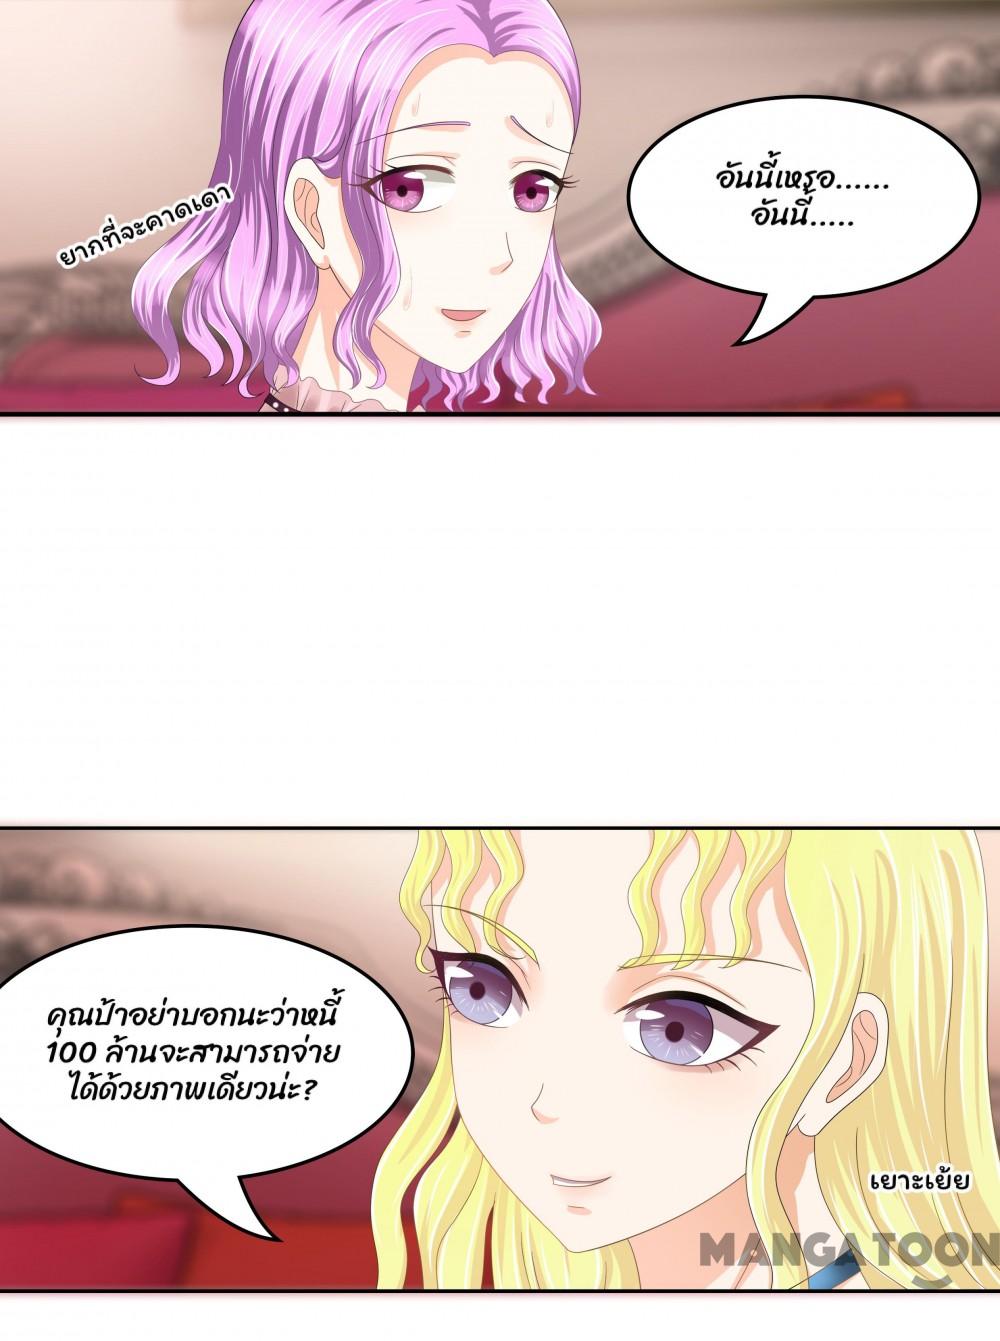 อันนี้เหรอ......
อันนี้.....
ยากที่จะคาดเดา
คุณป้าอย่าบอกนะว่าหนี้
100 ล้านจะสามารถจ่าย
ได้ด้วยภาพเดียวน่ะ?
เยาะเย้ย
MANGATOON